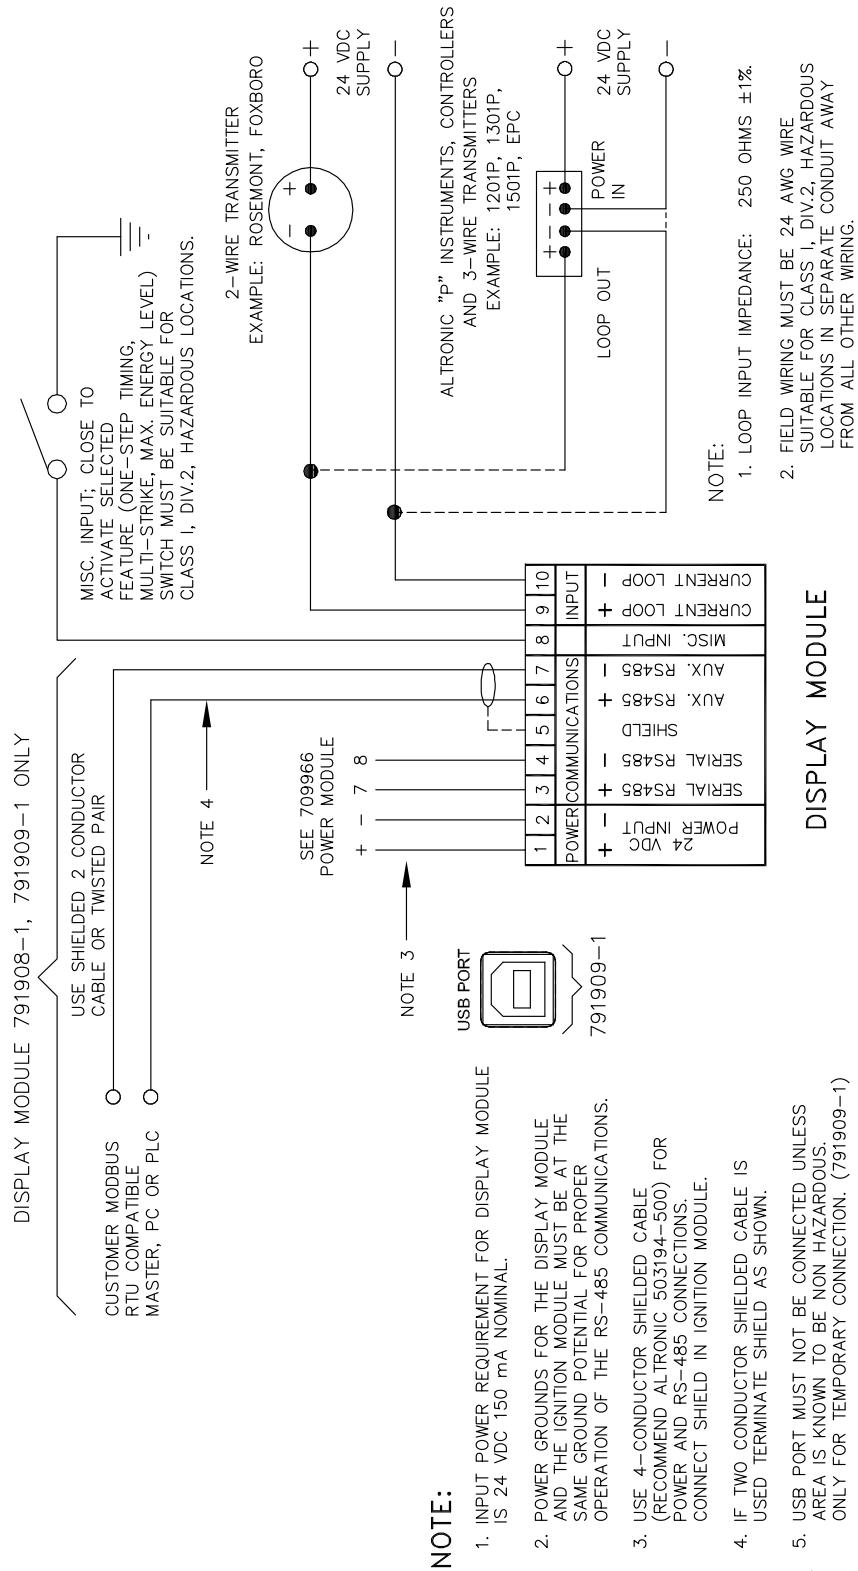 DISPLAY MODULE 791908-1, 791909-1 ONLY
USE SHIELDED 2 CONDUCTOR
CABLE OR TWISTED PAIR
CUSTOMER MODBUS
RTU COMPATIBLE
MASTER, PC OR PLC
NOTE 4
MISC. INPUT; CLOSE TO
ACTIVATE SELECTED
FEATURE (ONE-STEP TIMING,
MULTI-STRIKE, MAX. ENERGY LEVEL)
SWITCH MUST BE SUITABLE FOR
CLASS I, DIV.2, HAZARDOUS LOCATIONS.
2-WIRE TRANSMITTER
EXAMPLE: ROSEMONT, FOXBORO
- +
+
24 VDC
SUPPLY
-
ALTRONIC "P" INSTRUMENTS, CONTROLLERS
AND 3-WIRE TRANSMITTERS
EXAMPLE: 1201P, 1301P,
1501P, EPC
+ - - +
LOOP OUT
POWER
IN
+
24 VDC
SUPPLY
-
SEE 709966
POWER MODULE
+ - 7 8
NOTE 3
USB PORT
791909-1
1 2 3 4 5 6 7 8 9 10
POWER COMMUNICATIONS INPUT
24 VDC
POWER INPUT
+ -
SERIAL RS485 +
SERIAL RS485 -
SHIELD
AUX. RS485 +
AUX. RS485 -
MISC. INPUT
CURRENT LOOP +
CURRENT LOOP -
DISPLAY MODULE
NOTE:
1. LOOP INPUT IMPEDANCE: 250 OHMS ±1%.
2. FIELD WIRING MUST BE 24 AWG WIRE
SUITABLE FOR CLASS I, DIV.2, HAZARDOUS
LOCATIONS IN SEPARATE CONDUIT AWAY
FROM ALL OTHER WIRING.
NOTE:
1. INPUT POWER REQUIREMENT FOR DISPLAY MODULE
IS 24 VDC 150 mA NOMINAL.
2. POWER GROUNDS FOR THE DISPLAY MODULE
AND THE IGNITION MODULE MUST BE AT THE
SAME GROUND POTENTIAL FOR PROPER
OPERATION OF THE RS-485 COMMUNICATIONS.
3. USE 4-CONDUCTOR SHIELDED CABLE
(RECOMMEND ALTRONIC 503194-500) FOR
POWER AND RS-485 CONNECTIONS.
CONNECT SHIELD IN IGNITION MODULE.
4. IF TWO CONDUCTOR SHIELDED CABLE IS
USED TERMINATE SHIELD AS SHOWN.
5. USB PORT MUST NOT BE CONNECTED UNLESS
AREA IS KNOWN TO BE NON HAZARDOUS.
ONLY FOR TEMPORARY CONNECTION. (791909-1)